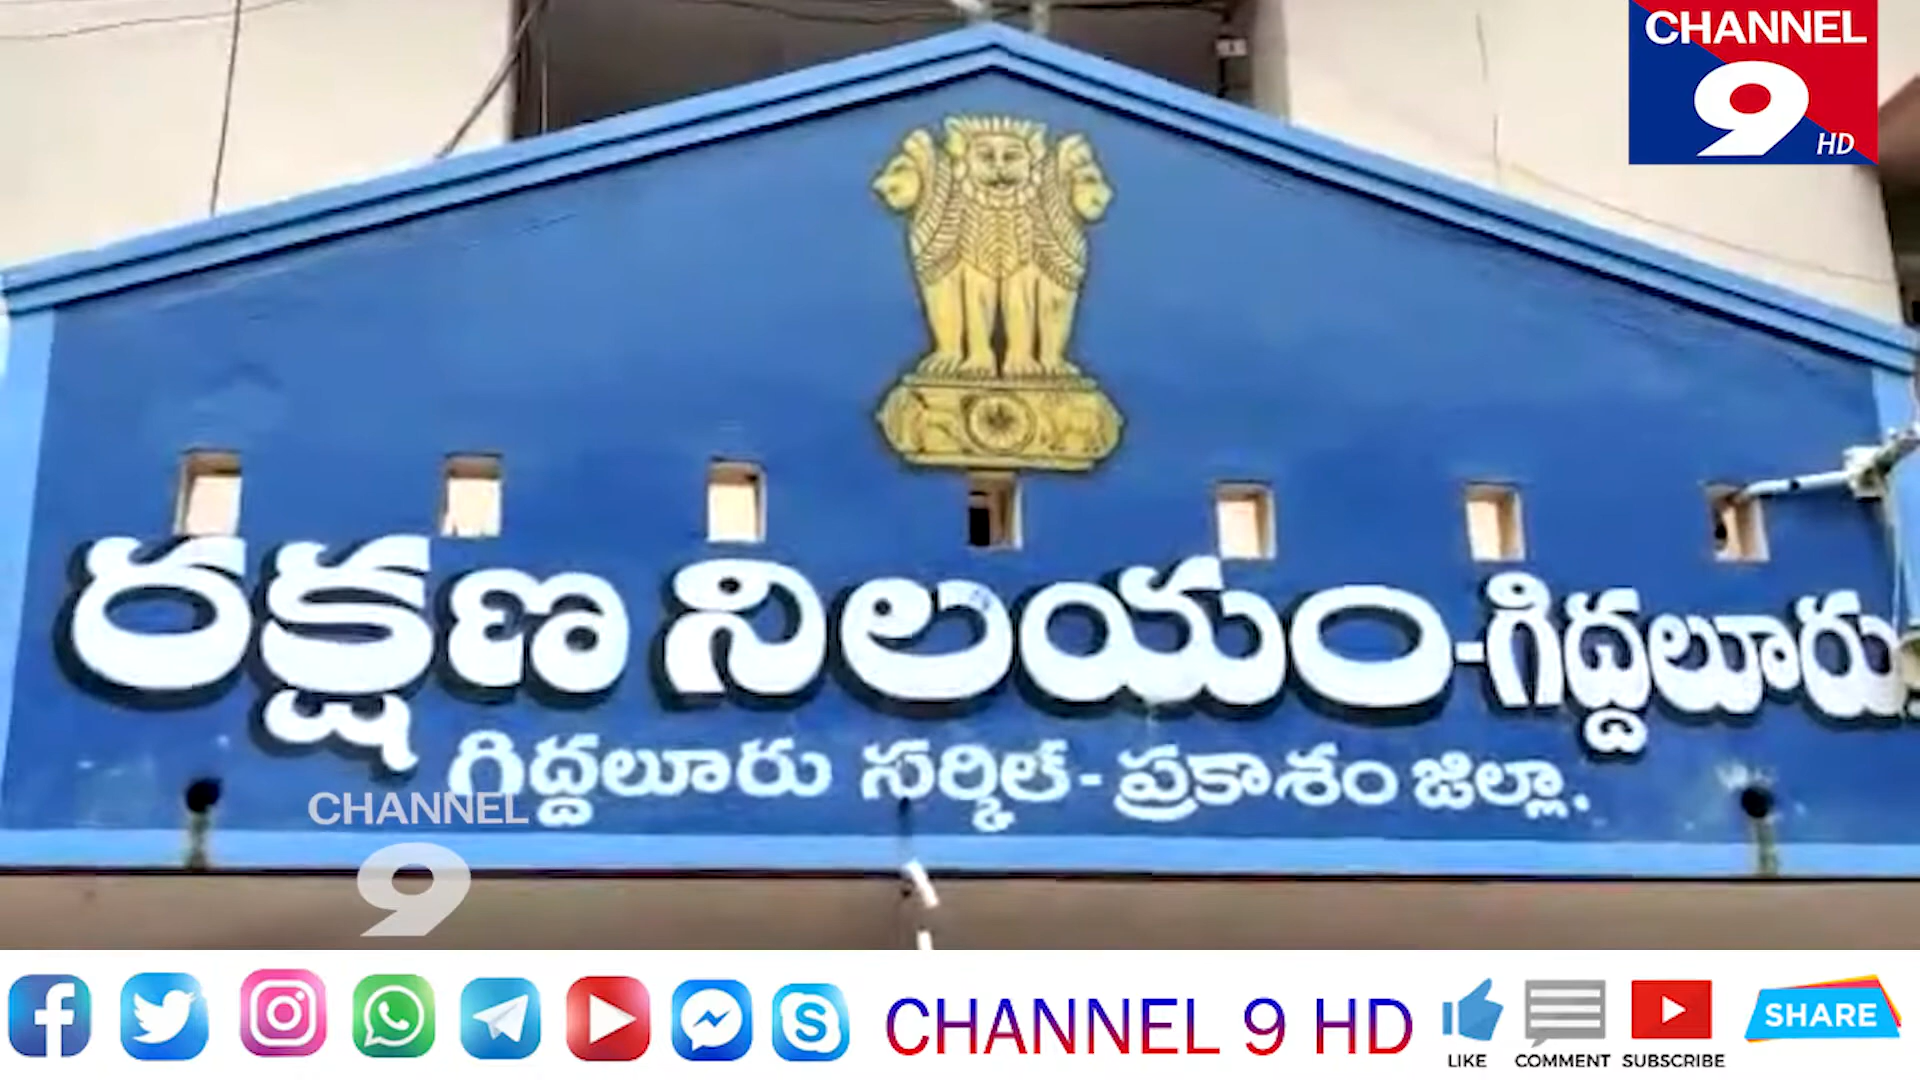 CHANNEL
9
HD
రక్షణ నిలయం-గిద్దలూరు.
గిద్దలూరు సర్కిల్-ప్రకాశం జిల్లా.
CHANNEL
9
CHANNEL 9 HD
LIKE COMMENT SUBSCRIBE SHARE